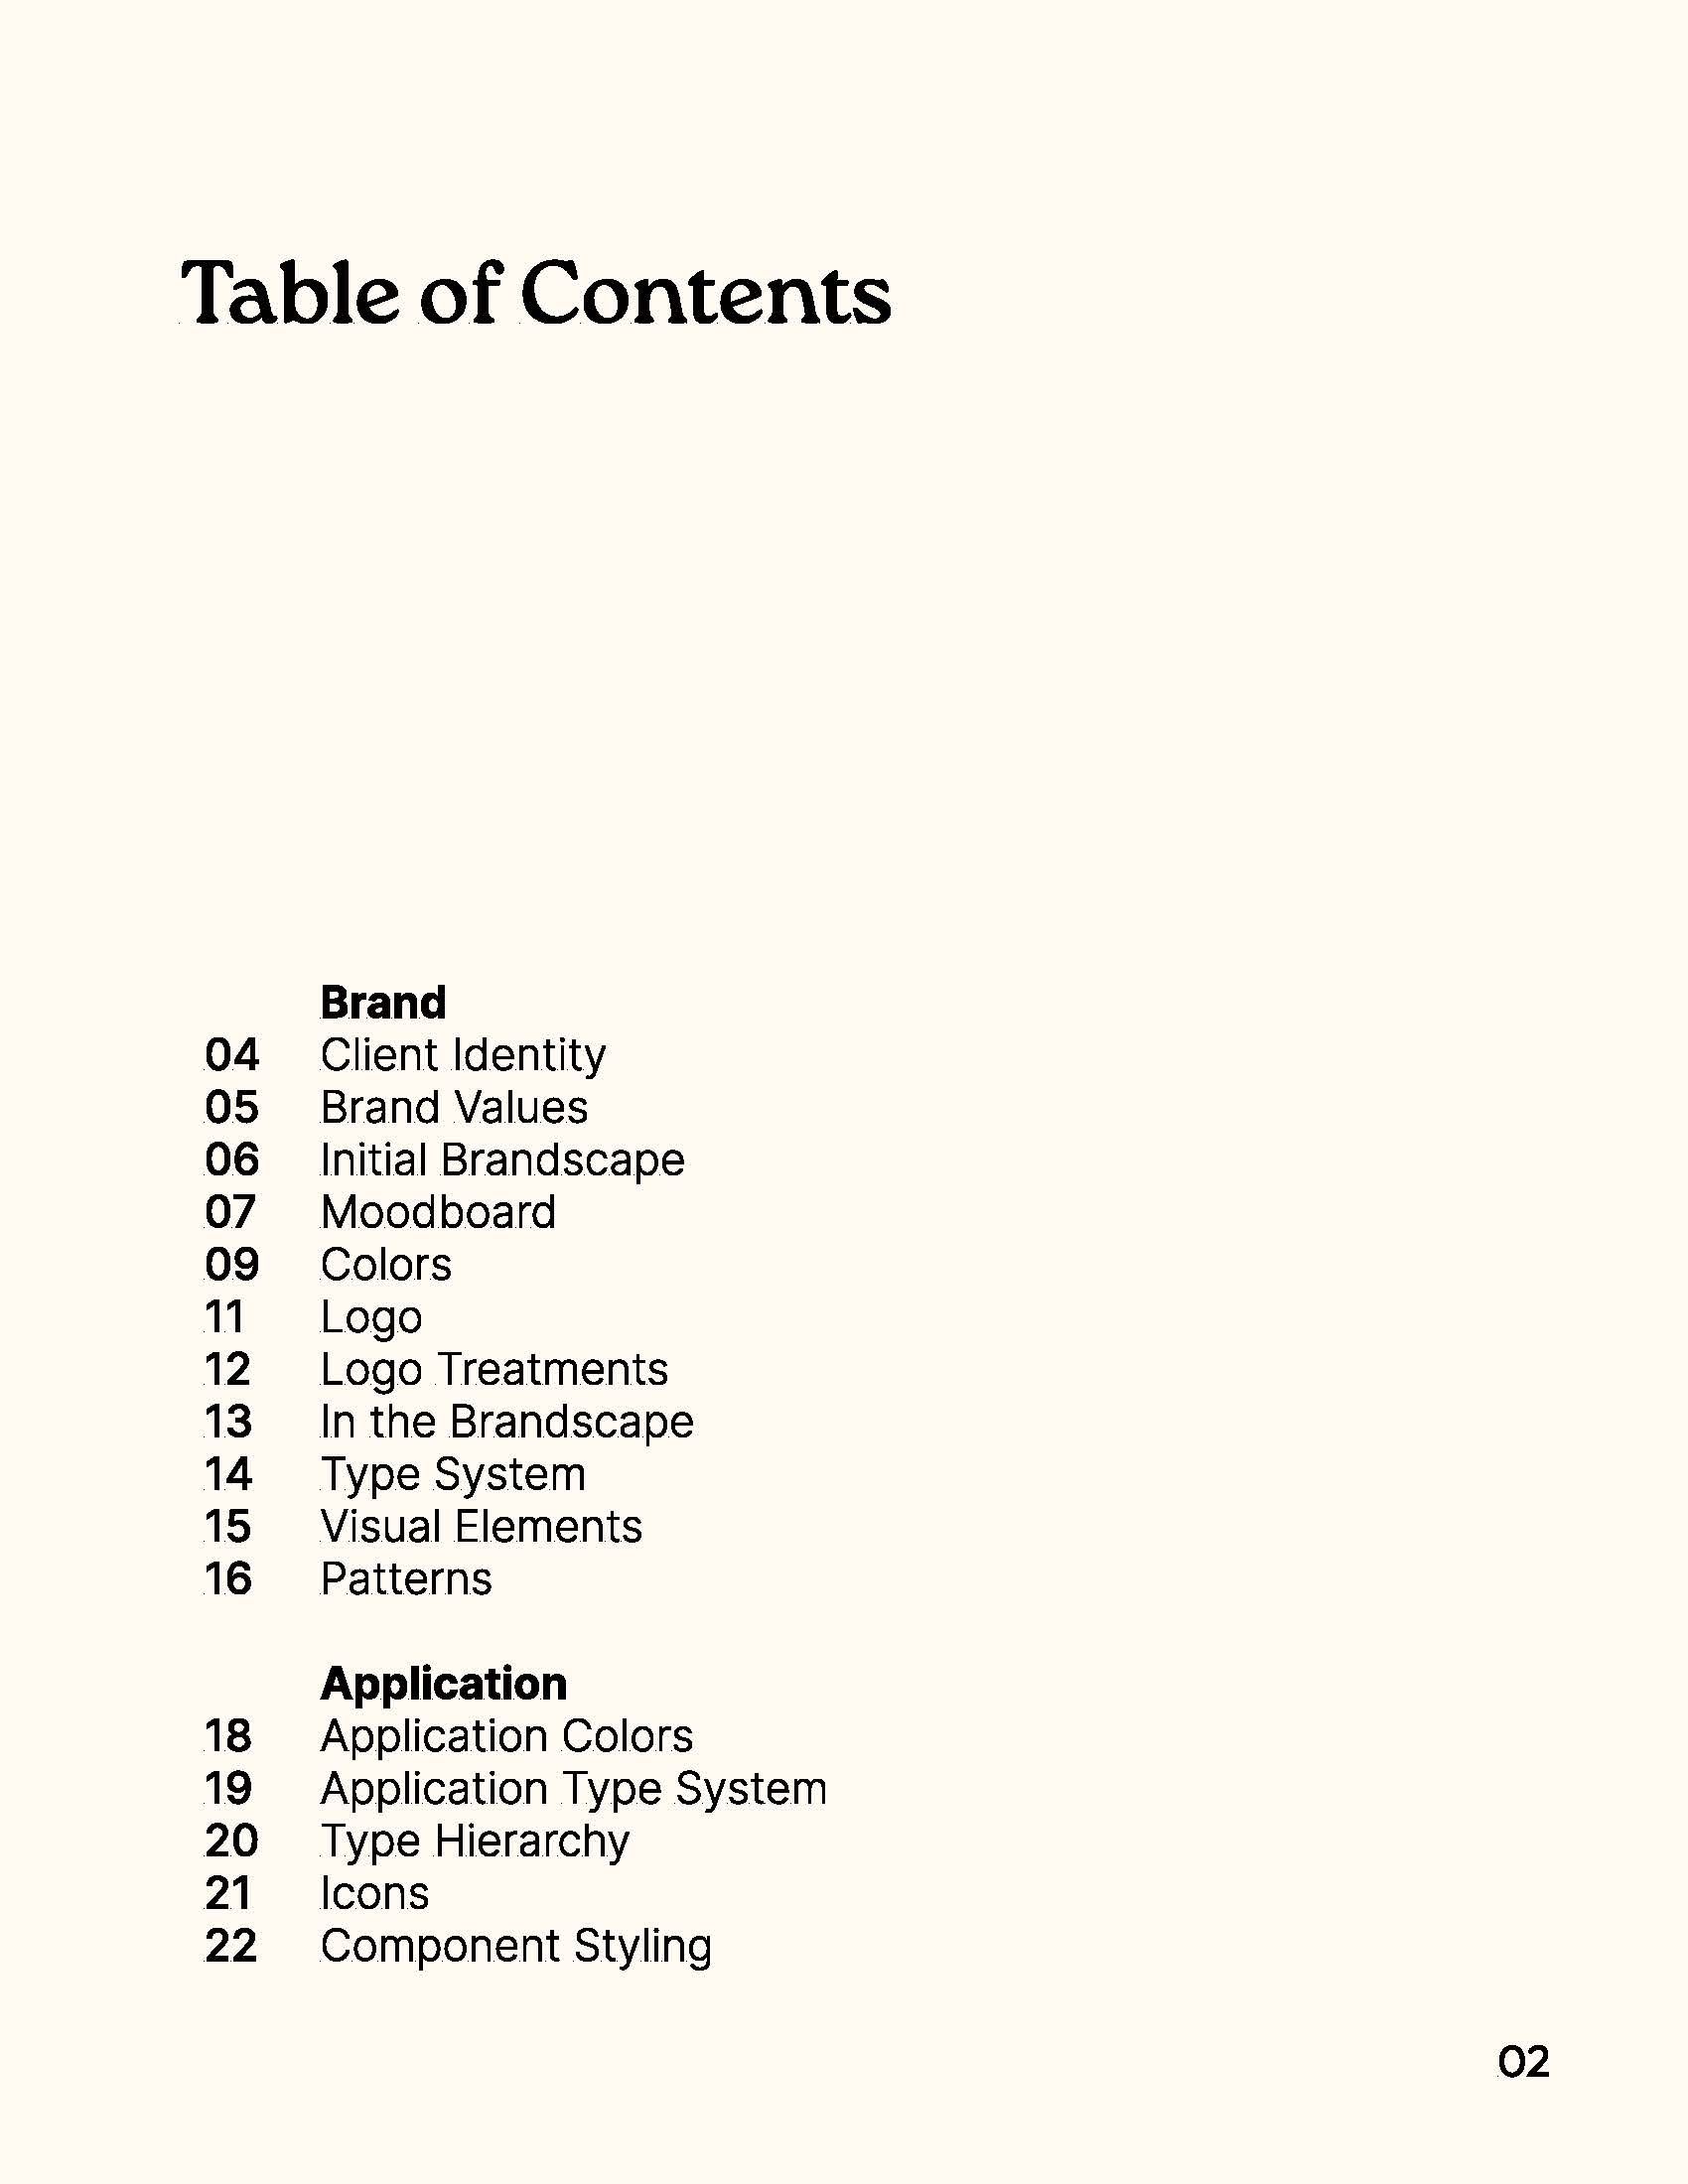 Table of Contents
Brand
04 Client Identity
05 Brand Values
06 Initial Brandscape
07 Moodboard
09 Colors
11 Logo
12 Logo Treatments
13 In the Brandscape
14 Type System
15 Visual Elements
16 Patterns
Application
18 Application Colors
19 Application Type System
20 Type Hierarchy
21 Icons
22 Component Styling
02